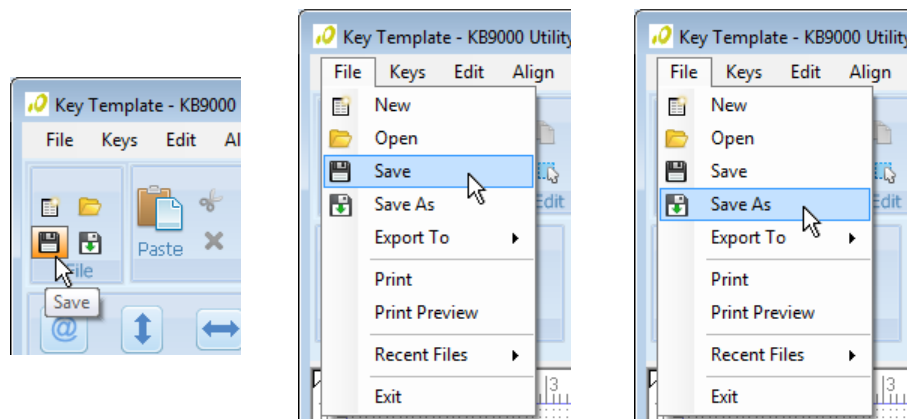 Key Template - KB9000
File Keys Edit Al
Paste
File
Save
@
Key Template - KB9000 Utility
File Keys Edit Align
New
Open
Save
Save As
Edit
Export To
Print
Print Preview
Recent Files
Exit
3
Key Template - KB9000 Utility
File Keys Edit Align
New
Open
Save
Save As
Edit
Export To
Print
Print Preview
Recent Files
Exit
3